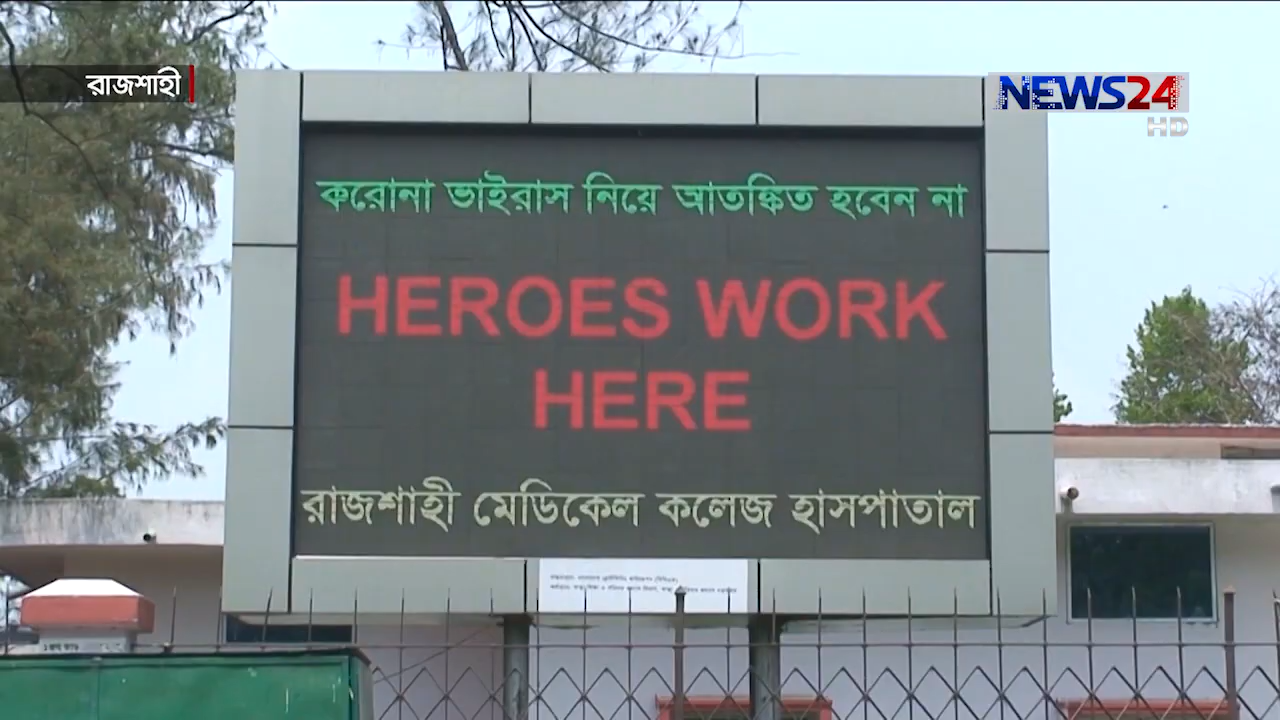 রাজশাহী
NEWS24
HD
করোনা ভাইরাস নিয়ে আতঙ্কিত হবেন না
HEROES WORK
HERE
রাজশাহী মেডিকেল কলেজ হাসপাতাল